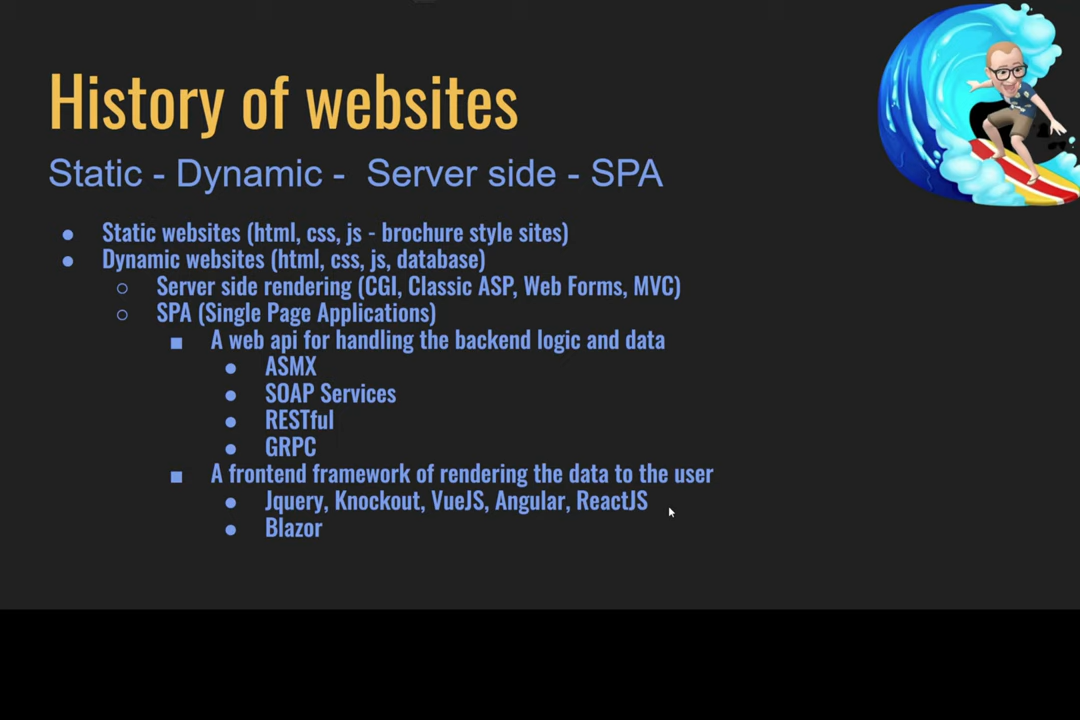 History of websites
Static - Dynamic -  Server side - SPA
● Static websites (html, css, js - brochure style sites)
● Dynamic websites (html, css, js, database)
○ Server side rendering (CGI, Classic ASP, Web Forms, MVC)
○ SPA (Single Page Applications)
■ A web api for handling the backend logic and data
● ASMX
● SOAP Services
● RESTful
● GRPC
■ A frontend framework of rendering the data to the user
● Jquery, Knockout, VueJS, Angular, ReactJS
● Blazor